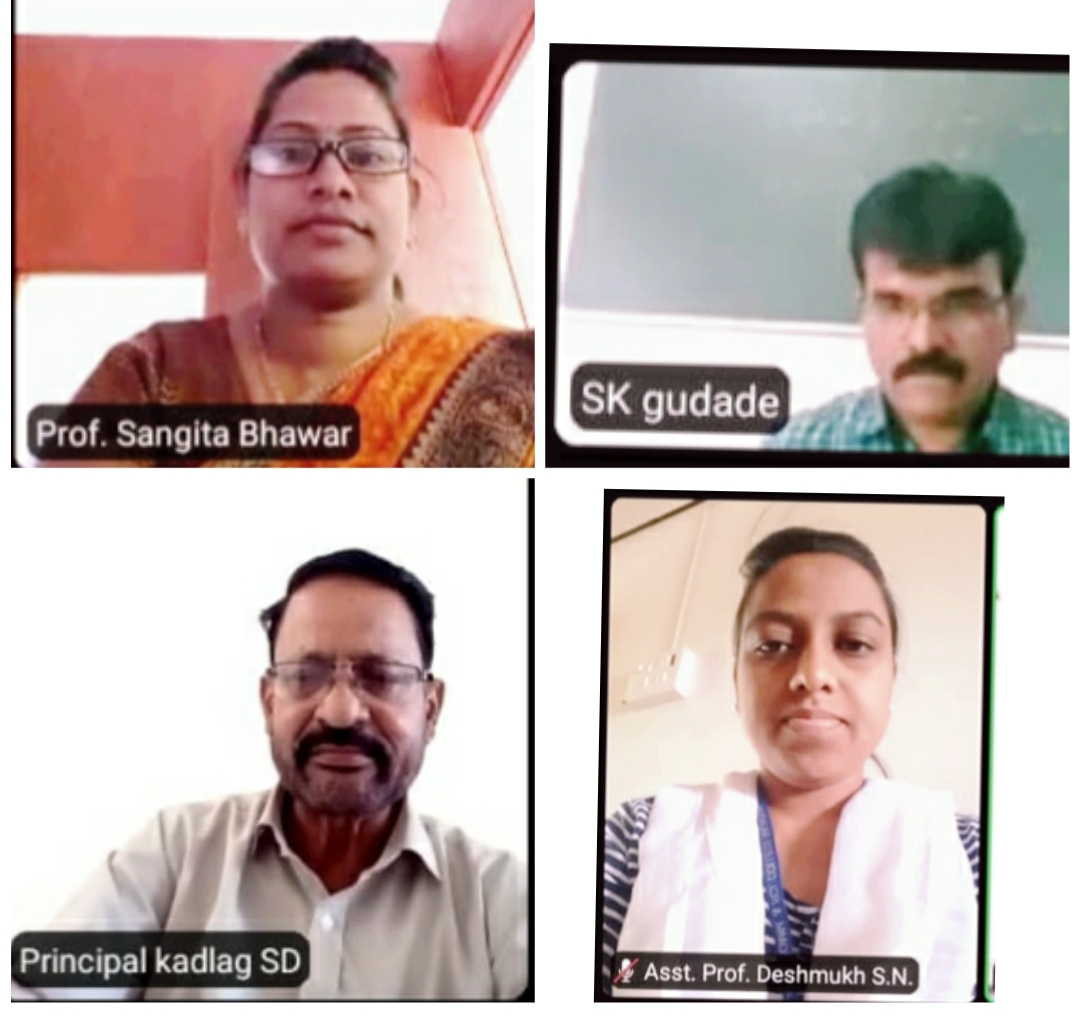 Prof. Sangita Bhawar
SK gudade
Principal kadlag SD
Asst. Prof. Deshmukh S.N.